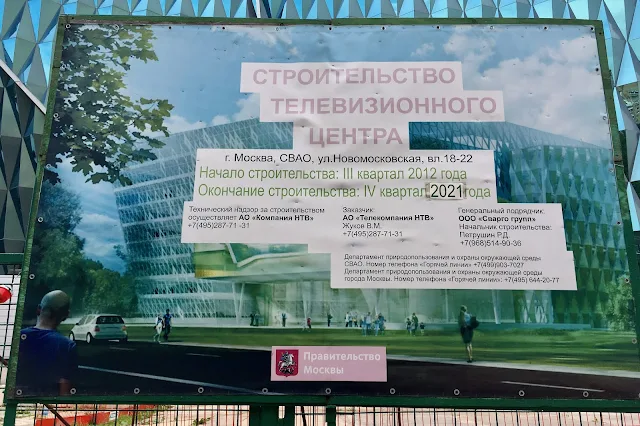 СТРОИТЕЛЬСТВО
ТЕЛЕВИЗИОННОГО
ЦЕНТРА
г. Москва, СВАО, ул.Новомосковская, вл.18-22
Начало строительства: III квартал 2012 года
Окончание строительства: IV квартал 2021 года
Технический надзор за строительством
осуществляет АО «Компания НТВ»
+7(495)287-71 -31
Заказчик:
АО «Телекомпания НТВ»
Жуков В.М.
+7(495)287-71-31
Генеральный подрядчик:
ООО «Сварго групп»
Начальник строительства:
Петрушин Р.Д.
+7(968)514-90-36
Департамент природопользования и охраны окружающей среды
СВАО. Номер телефона «Горячей линии» +7(499)903-7027
Департамент природопользования и охраны окружающей среды
города Москвы. Номер телефона «Горячей линии»: +7(495) 644-20-77
Правительство
Москвы